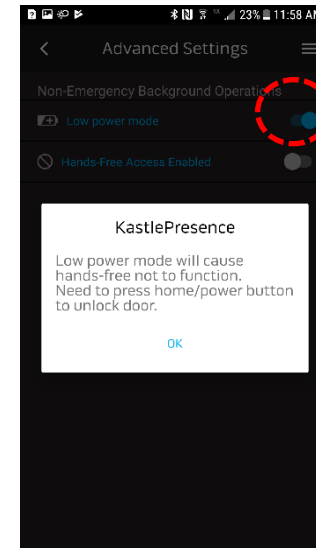 23% 11:58 AM
Advanced Settings
Non-Emergency Background Operations
Low power mode
Hands-Free Access Enabled
KastlePresence
Low power mode will cause
hands-free not to function.
Need to press home/power button
to unlock door.
OK